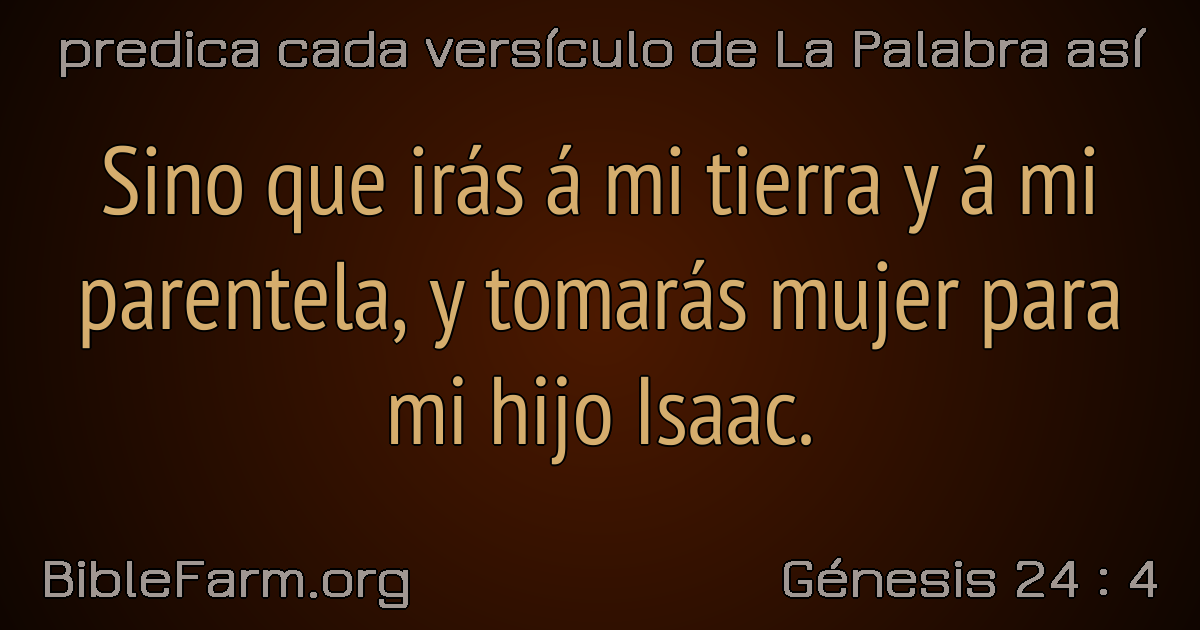 predica cada versículo de La Palabra así
Sino que irás á mi tierra y á mi
parentela, y tomarás mujer para
mi hijo Isaac.
BibleFarm.org
Génesis 24 : 4